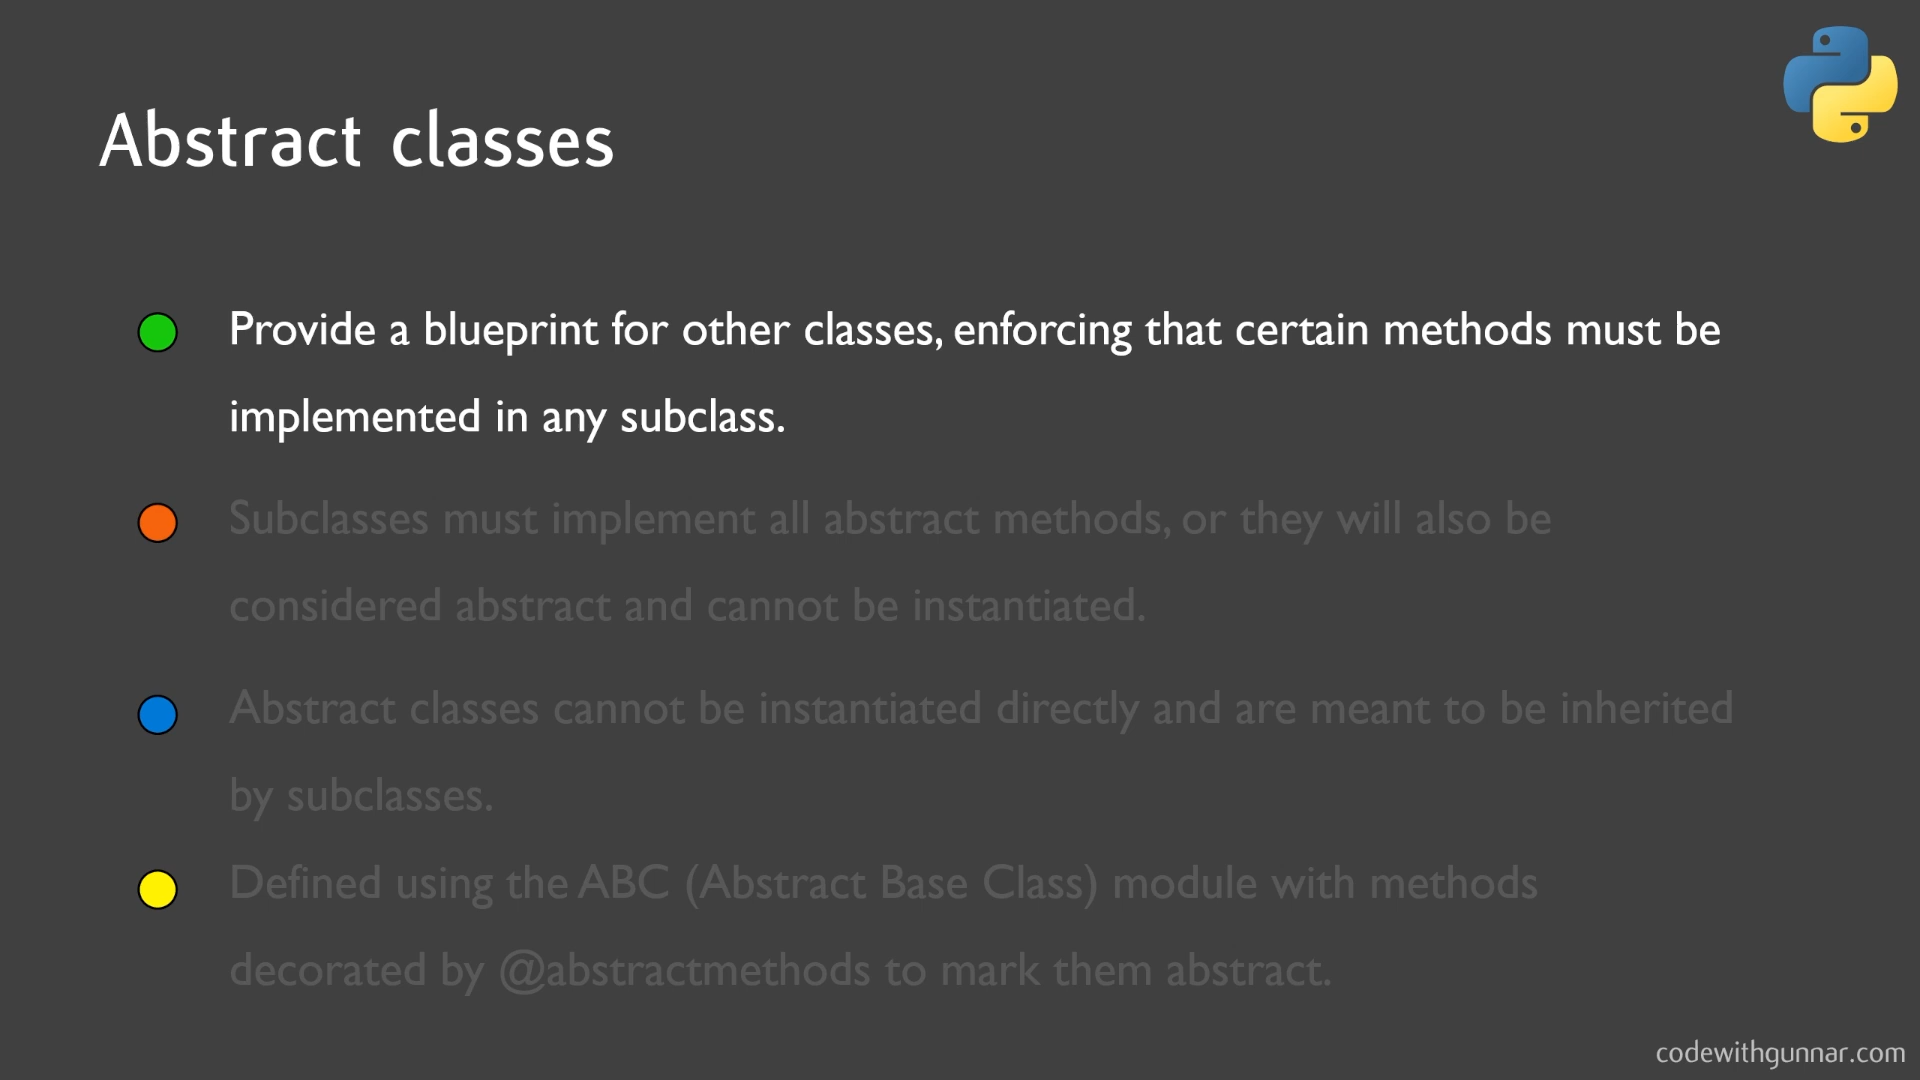 Abstract classes
Provide a blueprint for other classes, enforcing that certain methods must be
implemented in any subclass.
Subclasses must implement all abstract methods, or they will also be
considered abstract and cannot be instantiated.
Abstract classes cannot be instantiated directly and are meant to be inherited
by subclasses.
Defined using the ABC (Abstract Base Class) module with methods
decorated by @abstractmethods to mark them abstract.
codewithgunnar.com